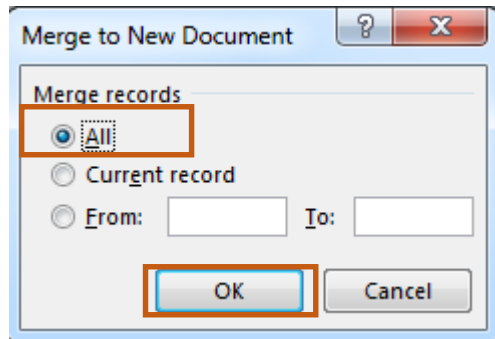 Merge to New Document ? X
Merge records
All
Current record
From: To:
OK Cancel